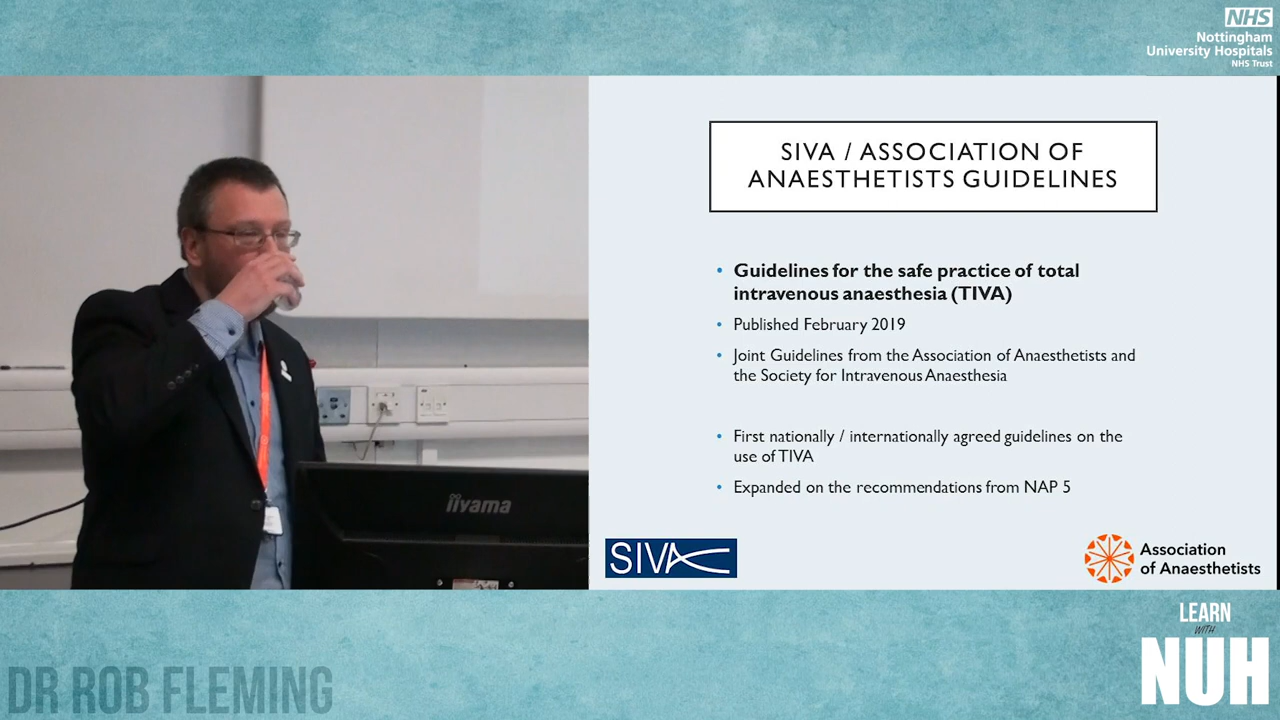 NHS
Nottingham
University Hospitals
NHS Trust
SIVA / ASSOCIATION OF
ANAESTHETISTS GUIDELINES
• Guidelines for the safe practice of total
intravenous anaesthesia (TIVA)
• Published February 2019
• Joint Guidelines from the Association of Anaesthetists and
the Society for Intravenous Anaesthesia
• First nationally / internationally agreed guidelines on the
use of TIVA
• Expanded on the recommendations from NAP 5
iiyama
SIVA
Association
of Anaesthetists
LEARN
WITH
NUH
DR ROB FLEMING